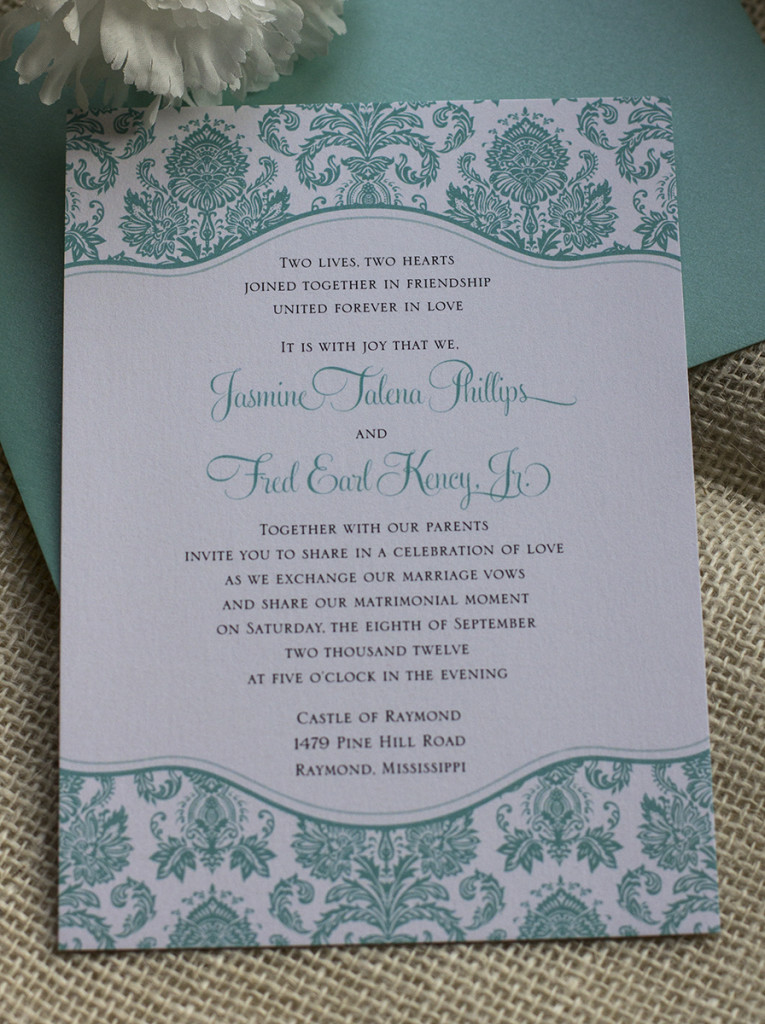 Two lives, two hearts
joined together in friendship
united forever in love
It is with joy that we,
Jasmine Talena Phillips
and
Fred Earl Kency, Jr.
Together with our parents
invite you to share in a celebration of love
as we exchange our marriage vows
and share our matrimonial moment
on Saturday, the eighth of September
two thousand twelve
at five o'clock in the evening
Castle of Raymond
1479 Pine Hill Road
Raymond, Mississippi